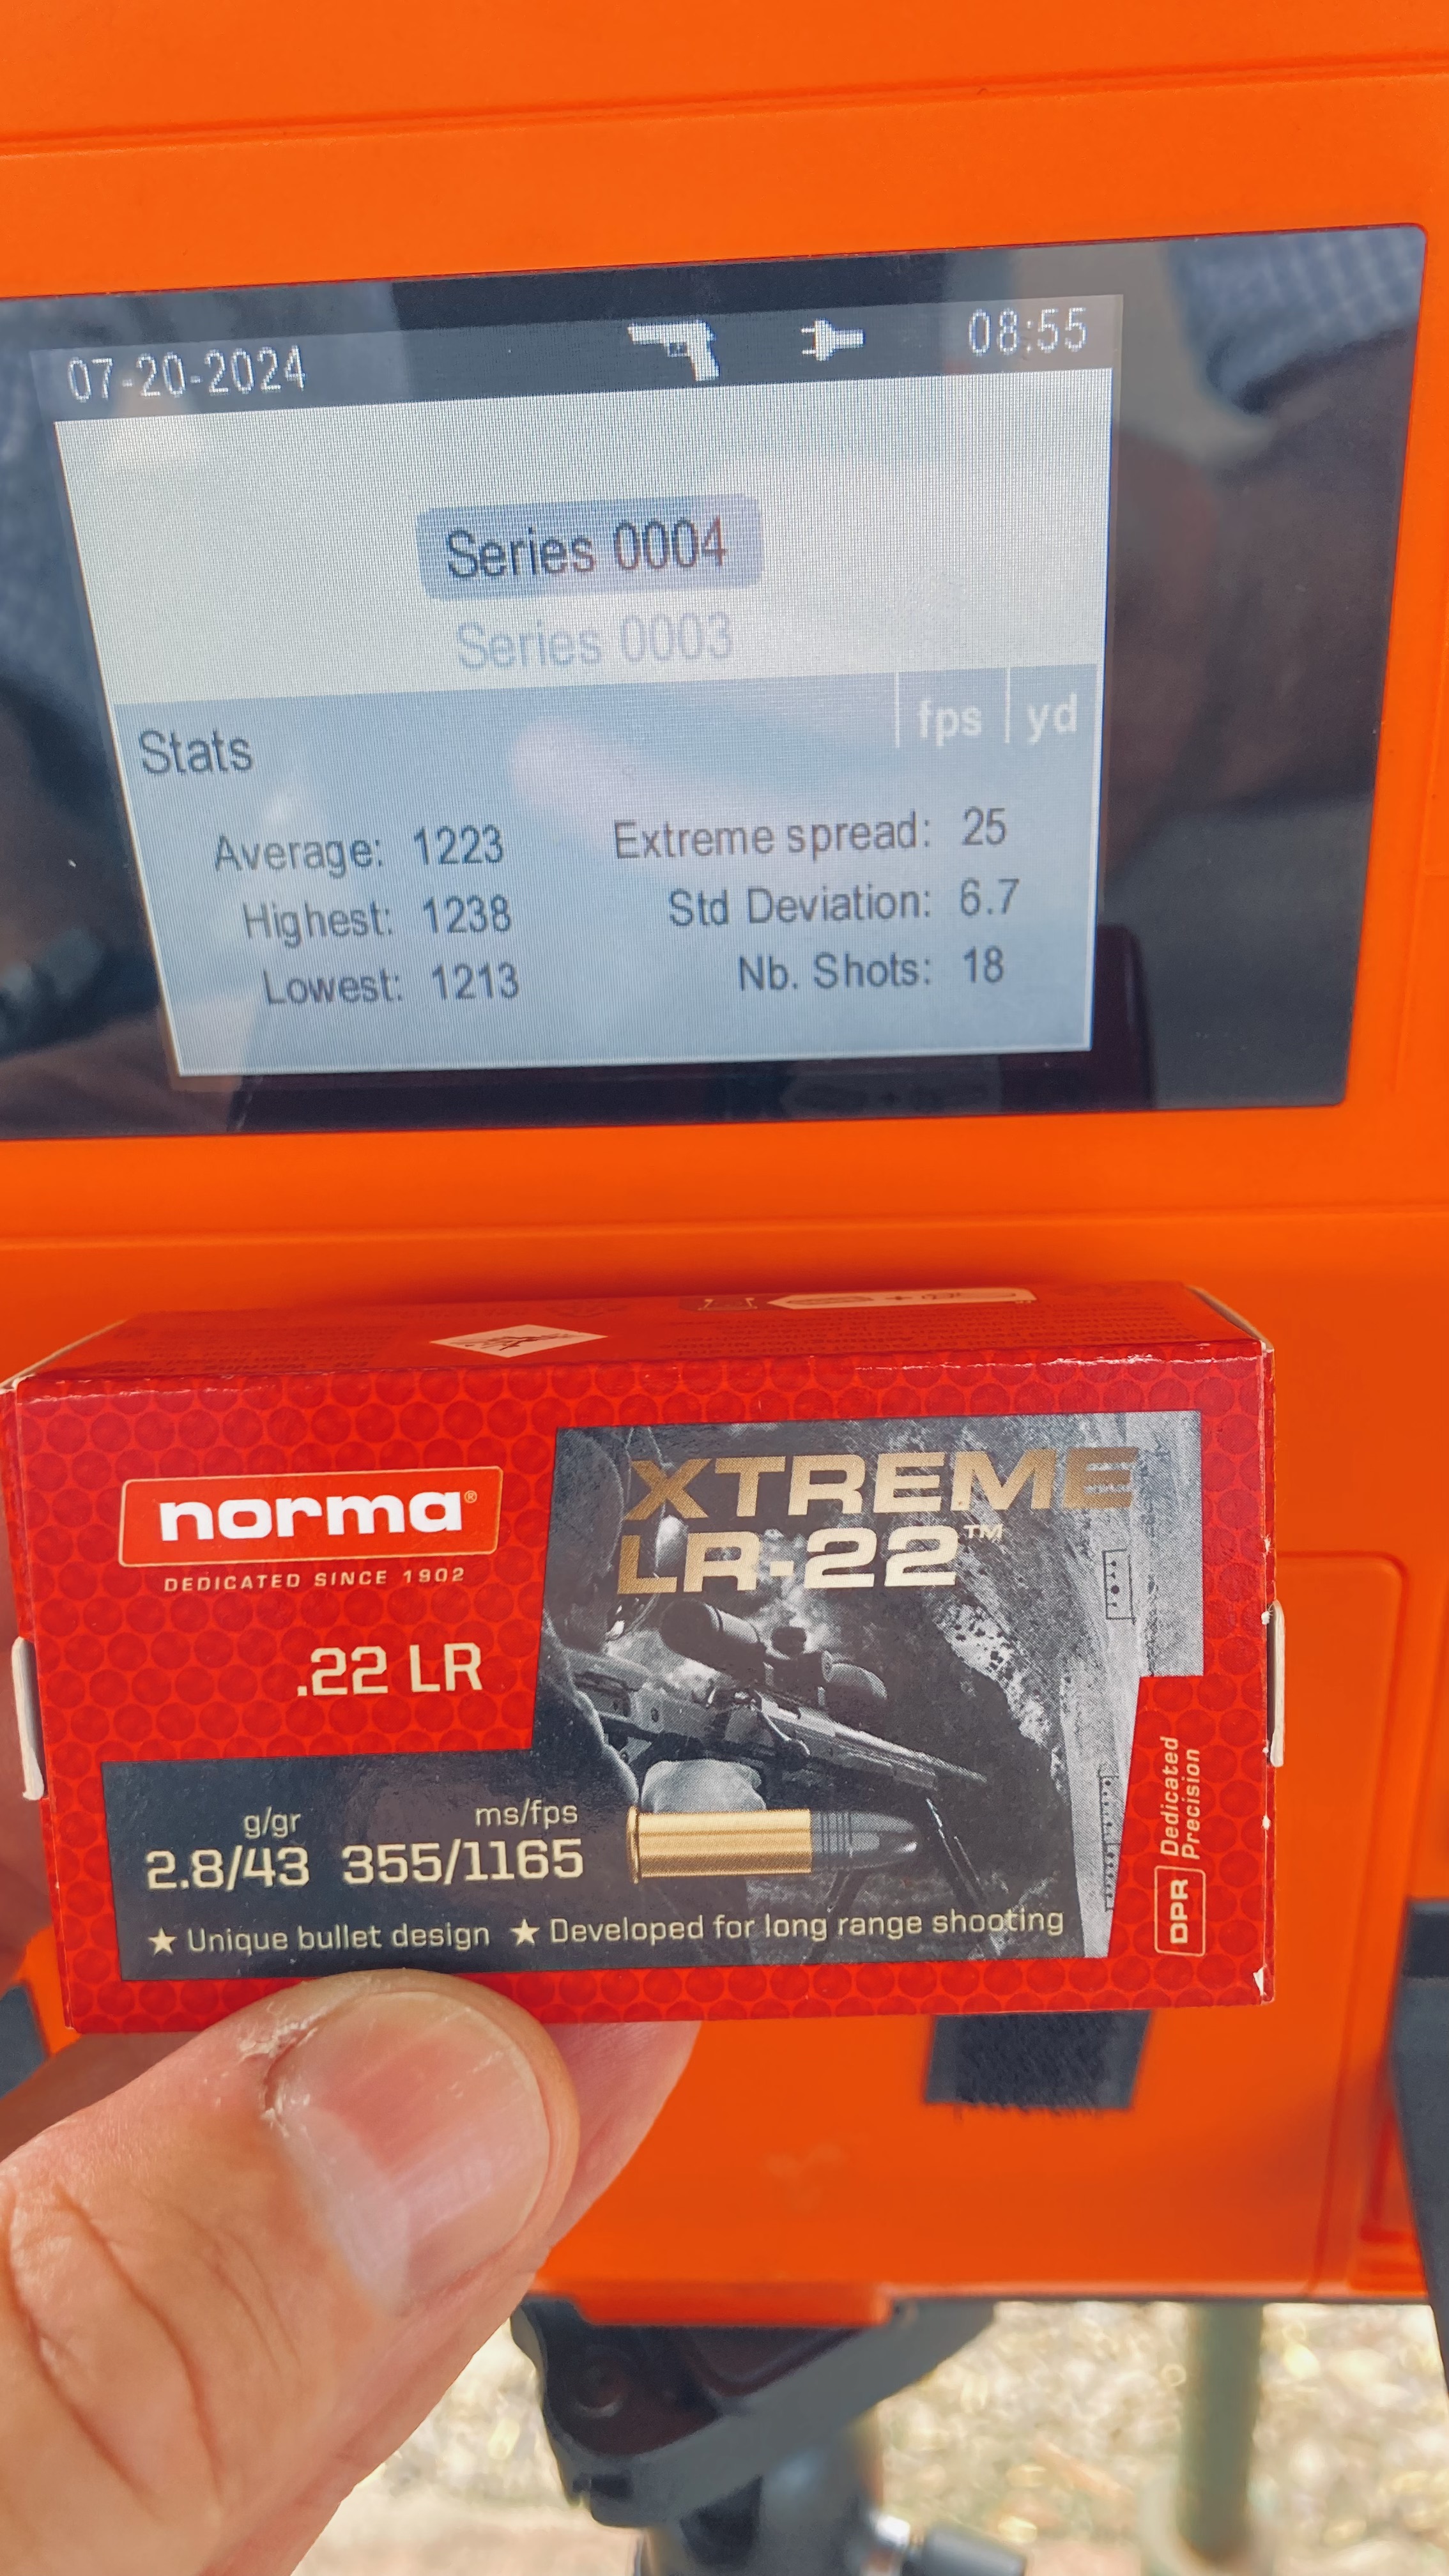 07-20-2024 08:55
Series 0004
Series 0003
Stats fps yd
Average: 1223 Extreme spread: 25
Highest: 1238 Std Deviation: 6.7
Lowest: 1213 Nb. Shots: 18
norma®
DEDICATED SINCE 1902
.22 LR
XTREME
LR-22™
g/gr ms/fps
2.8/43 355/1165
★ Unique bullet design ★ Developed for long range shooting
DPR Dedicated
Precision